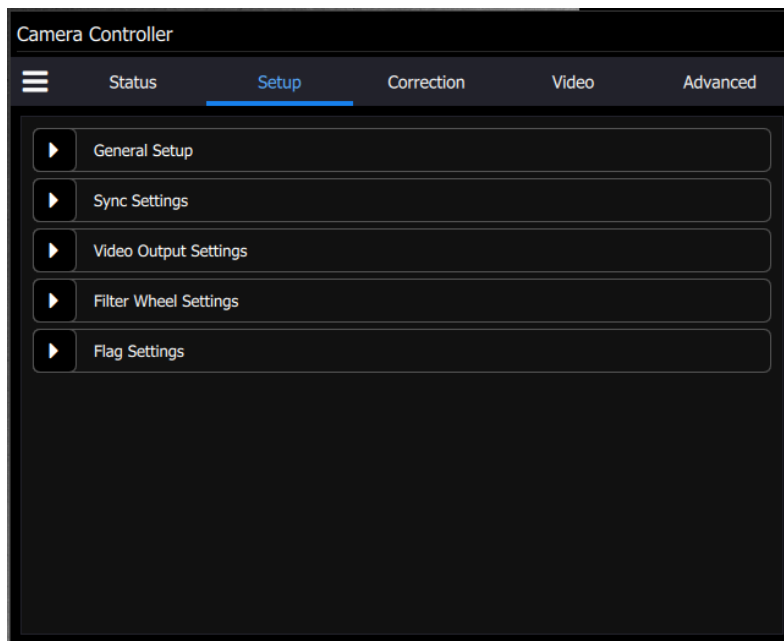 Camera Controller
Status Setup Correction Video Advanced
General Setup
Sync Settings
Video Output Settings
Filter Wheel Settings
Flag Settings